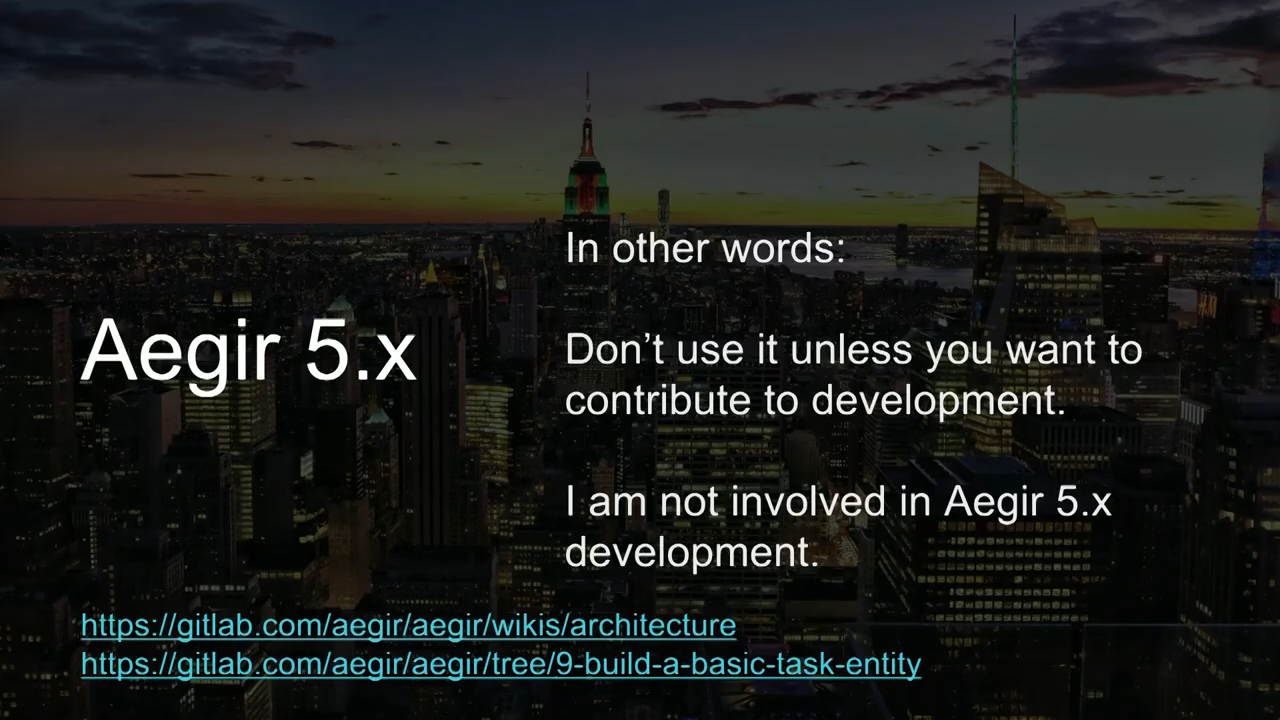 Aegir 5.x
In other words:
Don’t use it unless you want to
contribute to development.
I am not involved in Aegir 5.x
development.
https://gitlab.com/aegir/aegir/wikis/architecture
https://gitlab.com/aegir/aegir/tree/9-build-a-basic-task-entity